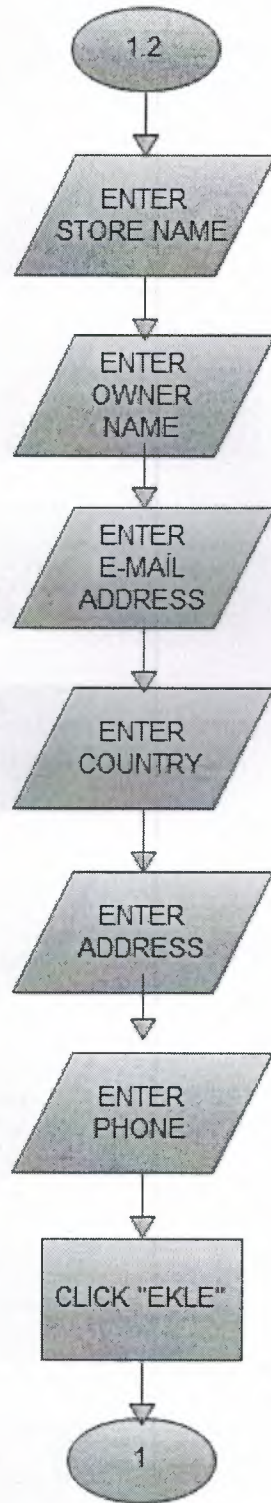 1.2
ENTER
STORE NAME
ENTER
OWNER
NAME
ENTER
E-MAİL
ADDRESS
ENTER
COUNTRY
ENTER
ADDRESS
ENTER
PHONE
CLICK "EKLE"
1